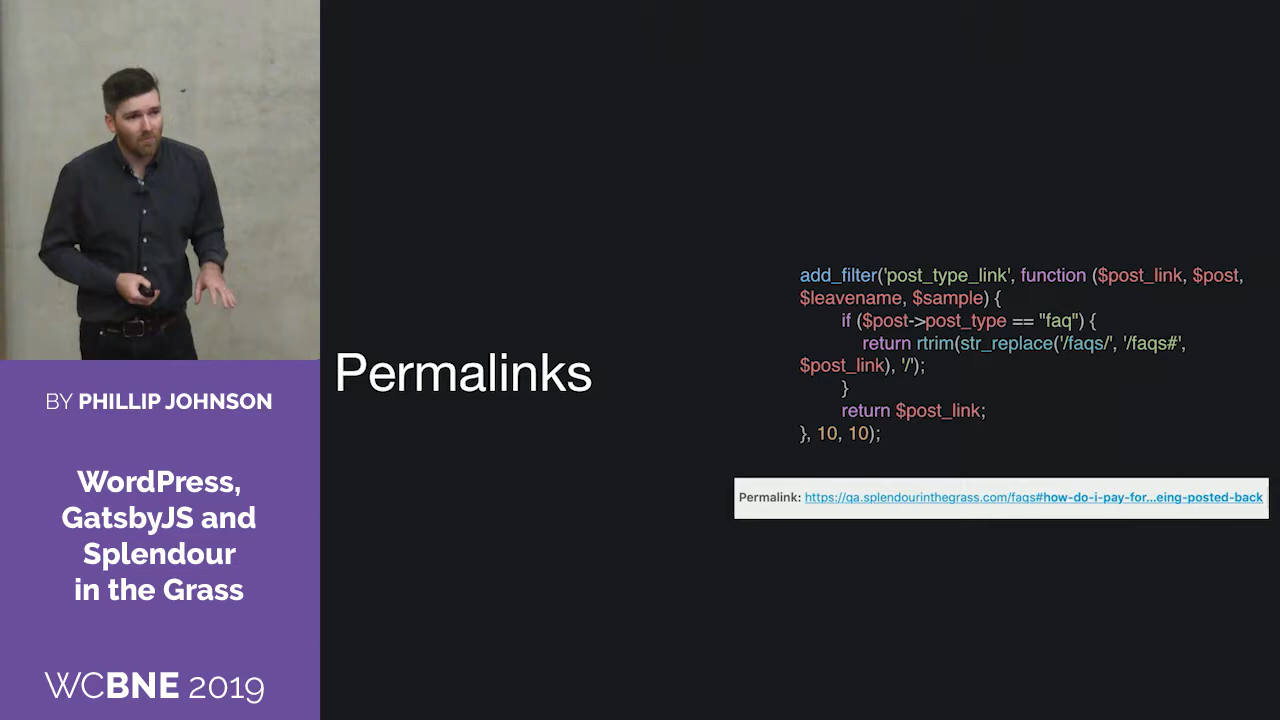 BY PHILLIP JOHNSON
WordPress,
GatsbyJS and
Splendour
in the Grass
WCBNE 2019
Permalinks
add_filter('post_type_link', function ($post_link, $post,
$leavename, $sample) {
if ($post->post_type == "faq") {
return rtrim(str_replace('/faqs/', '/faqs#',
$post_link), '/');
}
return $post_link;
}, 10, 10);
Permalink: https://qa.splendourinthegrass.com/faqs#how-do-i-pay-for...eing-posted-back